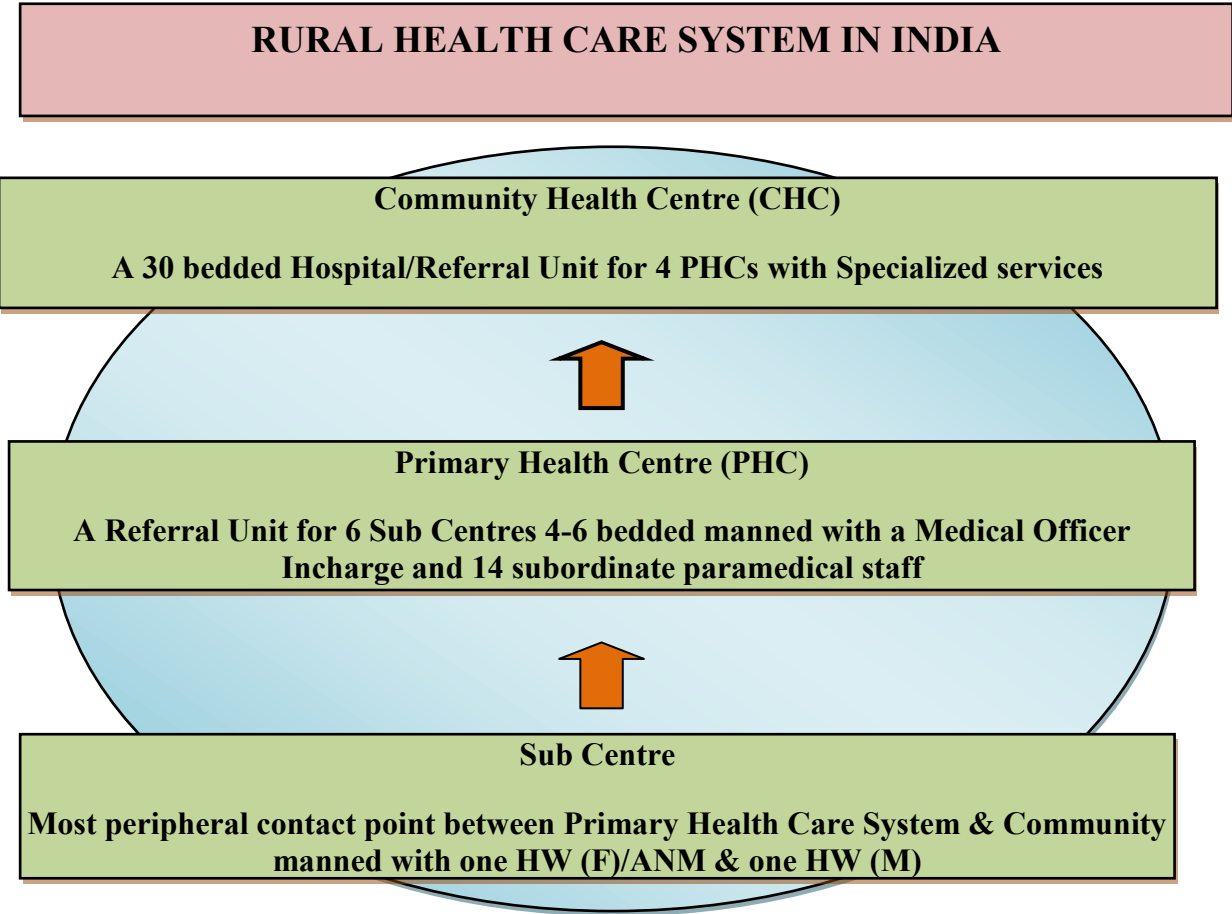 RURAL HEALTH CARE SYSTEM IN INDIA
Community Health Centre (CHC)
A 30 bedded Hospital/Referral Unit for 4 PHCs with Specialized services
Primary Health Centre (PHC)
A Referral Unit for 6 Sub Centres 4-6 bedded manned with a Medical Officer
Incharge and 14 subordinate paramedical staff
Sub Centre
Most peripheral contact point between Primary Health Care System & Community
manned with one HW (F)/ANM & one HW (M)